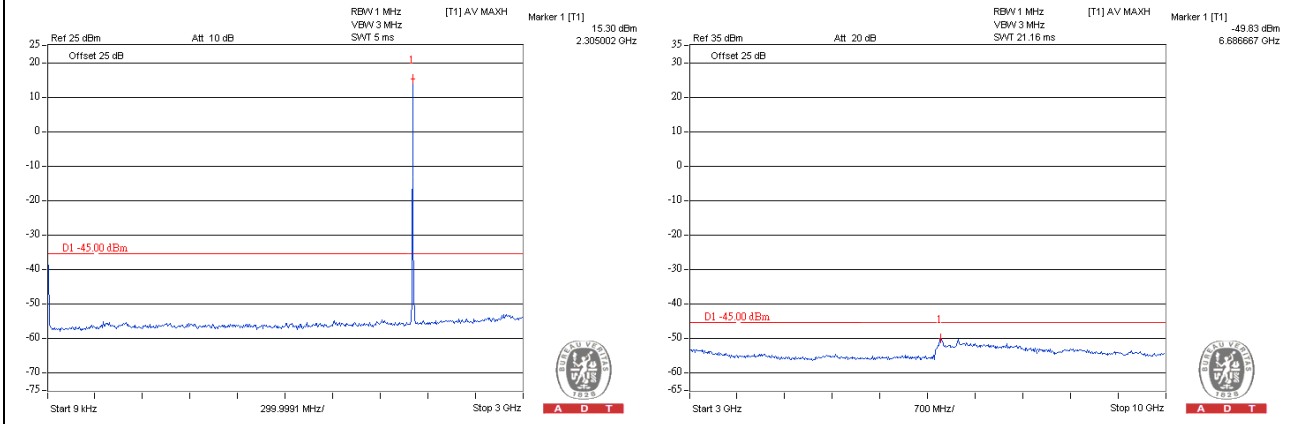 RBW 1 MHz
VBW 3 MHz
SWT 5 ms
[T1] AV MAXH
Marker 1 [T1]
15.30 dBm
2.305002 GHz
Ref 25 dBm
Att 10 dB
Offset 25 dB
25
20
10
0
-10
-20
-30
-40
-50
-60
-70
-75
1
D1 -45.00 dBm
Start 9 kHz
299.9991 MHz/
Stop 3 GHz
BUREAU VERITAS
1828
A D T
RBW 1 MHz
VBW 3 MHz
SWT 21.16 ms
[T1] AV MAXH
Marker 1 [T1]
-49.83 dBm
6.686667 GHz
Ref 35 dBm
Att 20 dB
Offset 25 dB
35
30
20
10
0
-10
-20
-30
-40
-50
-60
-65
D1 -45.00 dBm
1
Start 3 GHz
700 MHz/
Stop 10 GHz
BUREAU VERITAS
1828
A D T